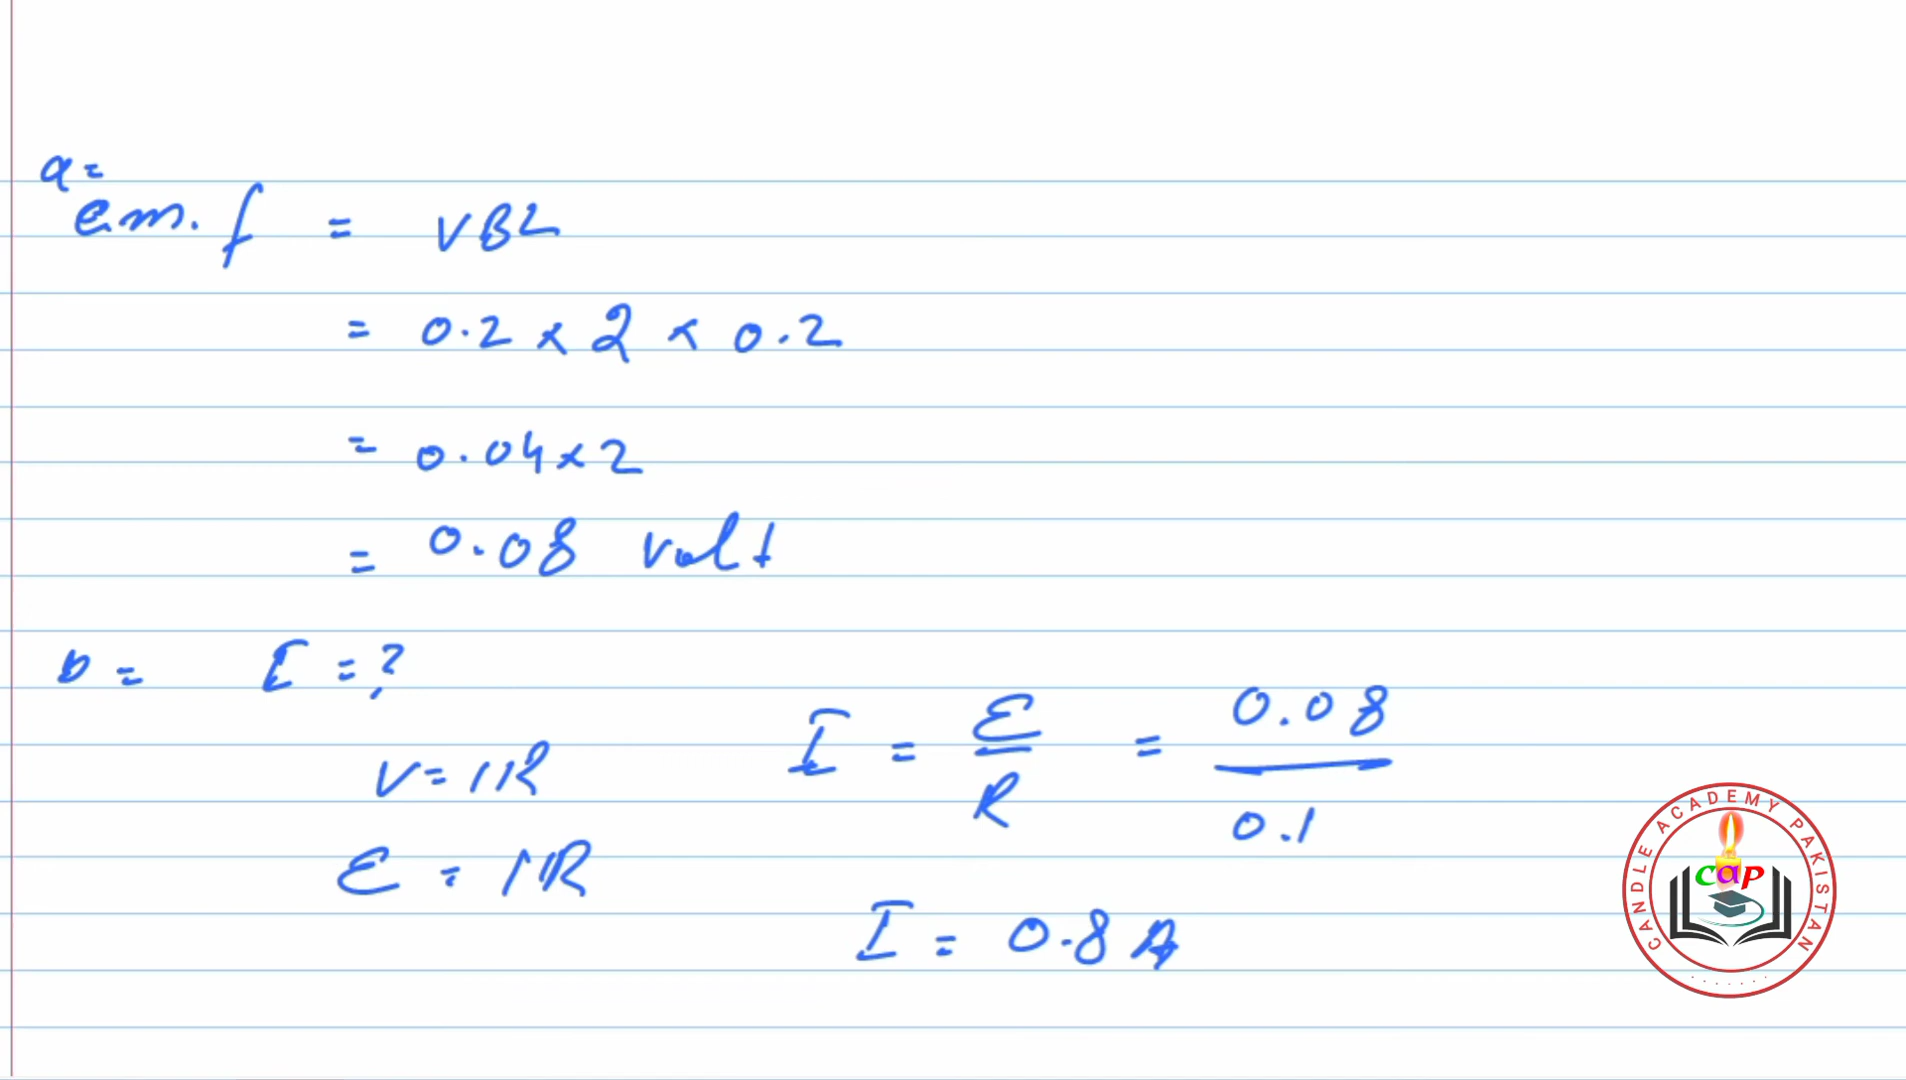 a=
e.m.f = VBL
= 0.2 × 2 × 0.2
= 0.04 × 2
= 0.08 volt
b = I = ?
V = IR
E = IR
I = E/R = 0.08/0.1
I = 0.8 A
CANDLE ACADEMY PAKISTAN
cap